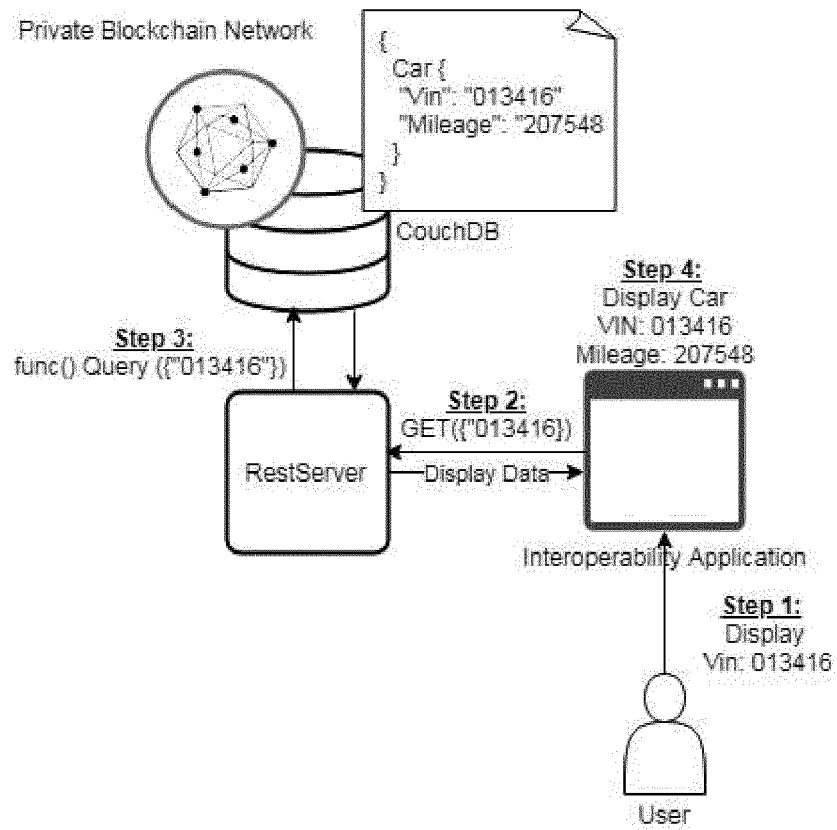 Private Blockchain Network
{
Car {
"Vin": "013416"
"Mileage": "207548
}
}
CouchDB
Step 4:
Display Car
VIN: 013416
Mileage: 207548
Step 3:
func() Query ({"013416"})
Step 2:
GET({"013416})
RestServer
Display Data
Interoperability Application
Step 1:
Display
Vin: 013416
User